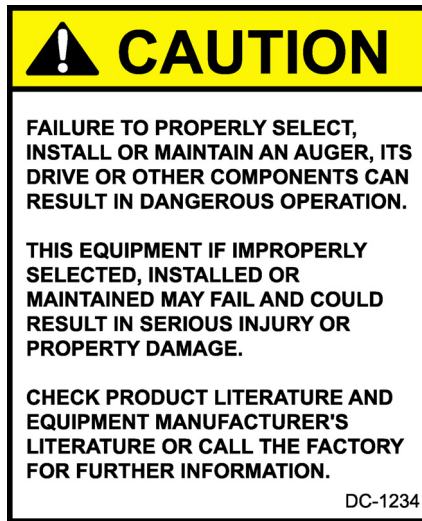 CAUTION
FAILURE TO PROPERLY SELECT,
INSTALL OR MAINTAIN AN AUGER, ITS
DRIVE OR OTHER COMPONENTS CAN
RESULT IN DANGEROUS OPERATION.
THIS EQUIPMENT IF IMPROPERLY
SELECTED, INSTALLED OR
MAINTAINED MAY FAIL AND COULD
RESULT IN SERIOUS INJURY OR
PROPERTY DAMAGE.
CHECK PRODUCT LITERATURE AND
EQUIPMENT MANUFACTURER'S
LITERATURE OR CALL THE FACTORY
FOR FURTHER INFORMATION.
DC-1234